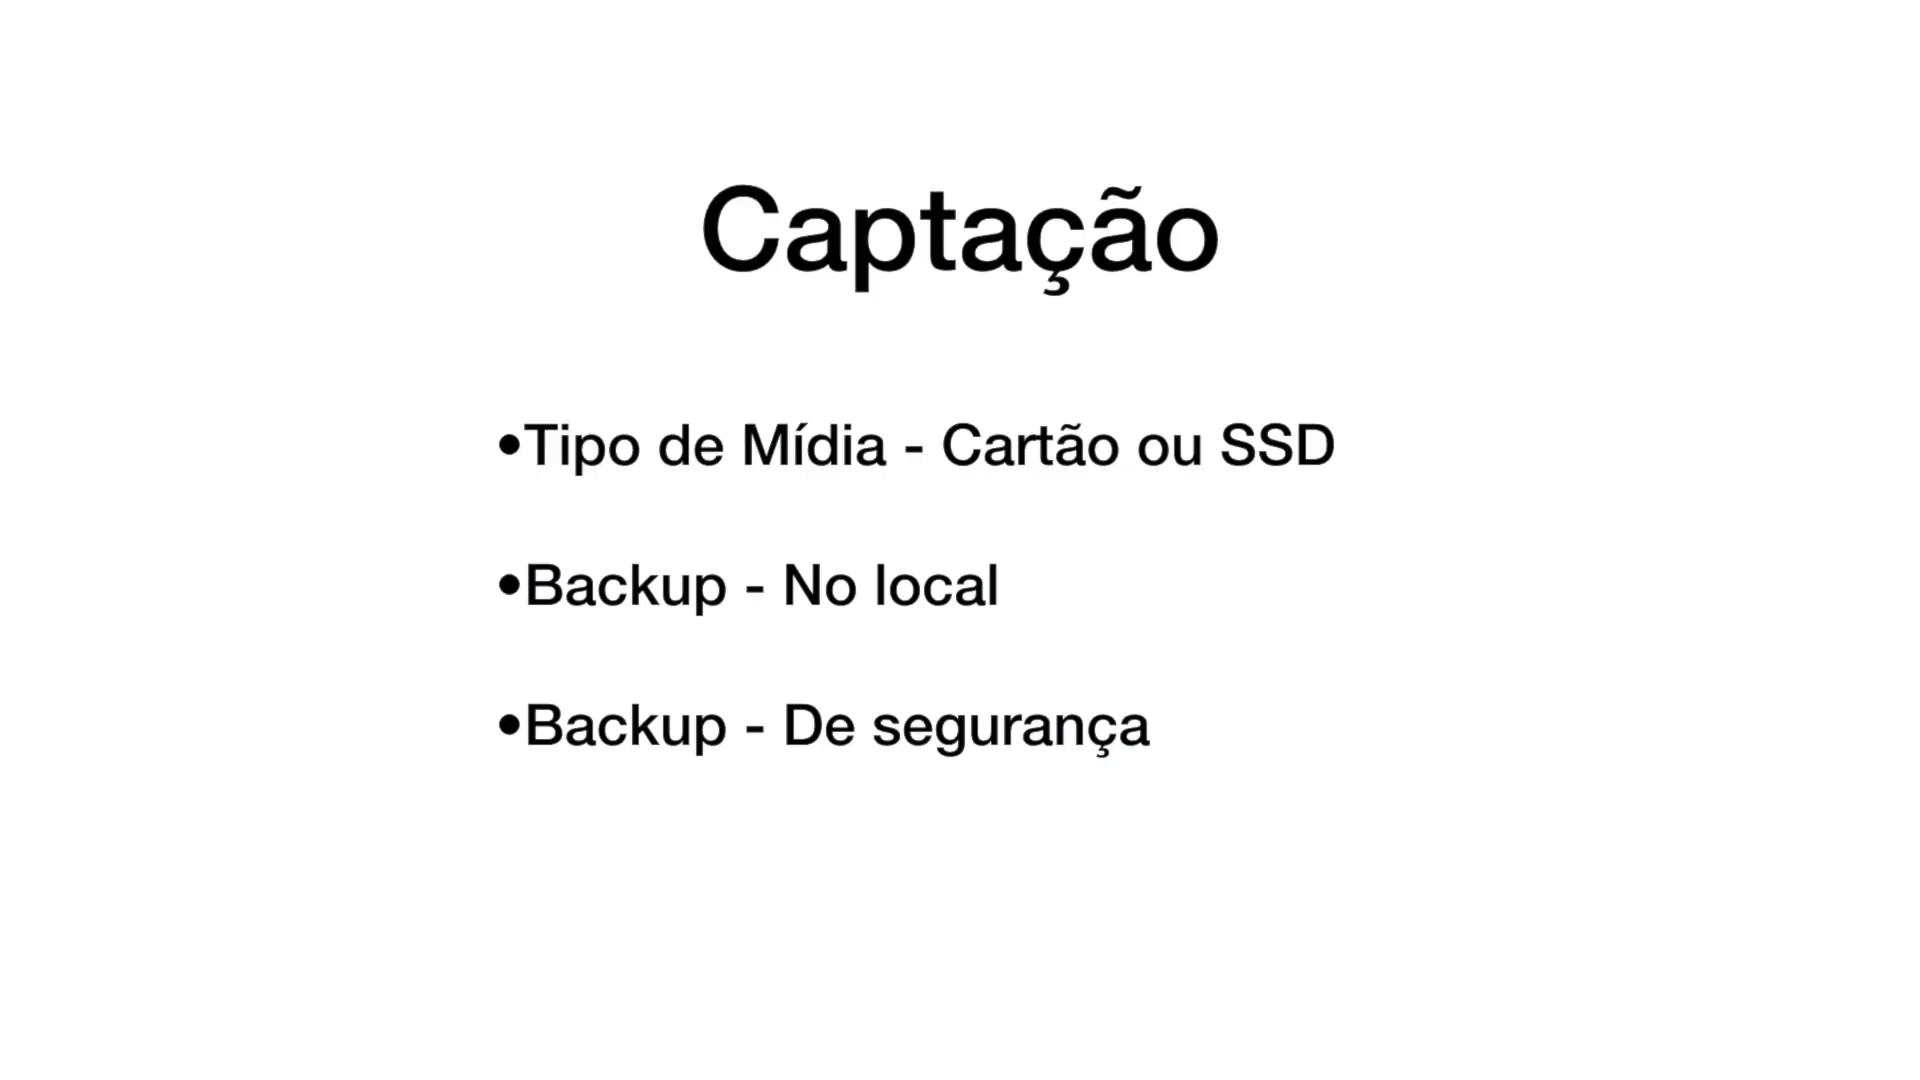 Captação
•Tipo de Mídia - Cartão ou SSD
•Backup - No local
•Backup - De segurança